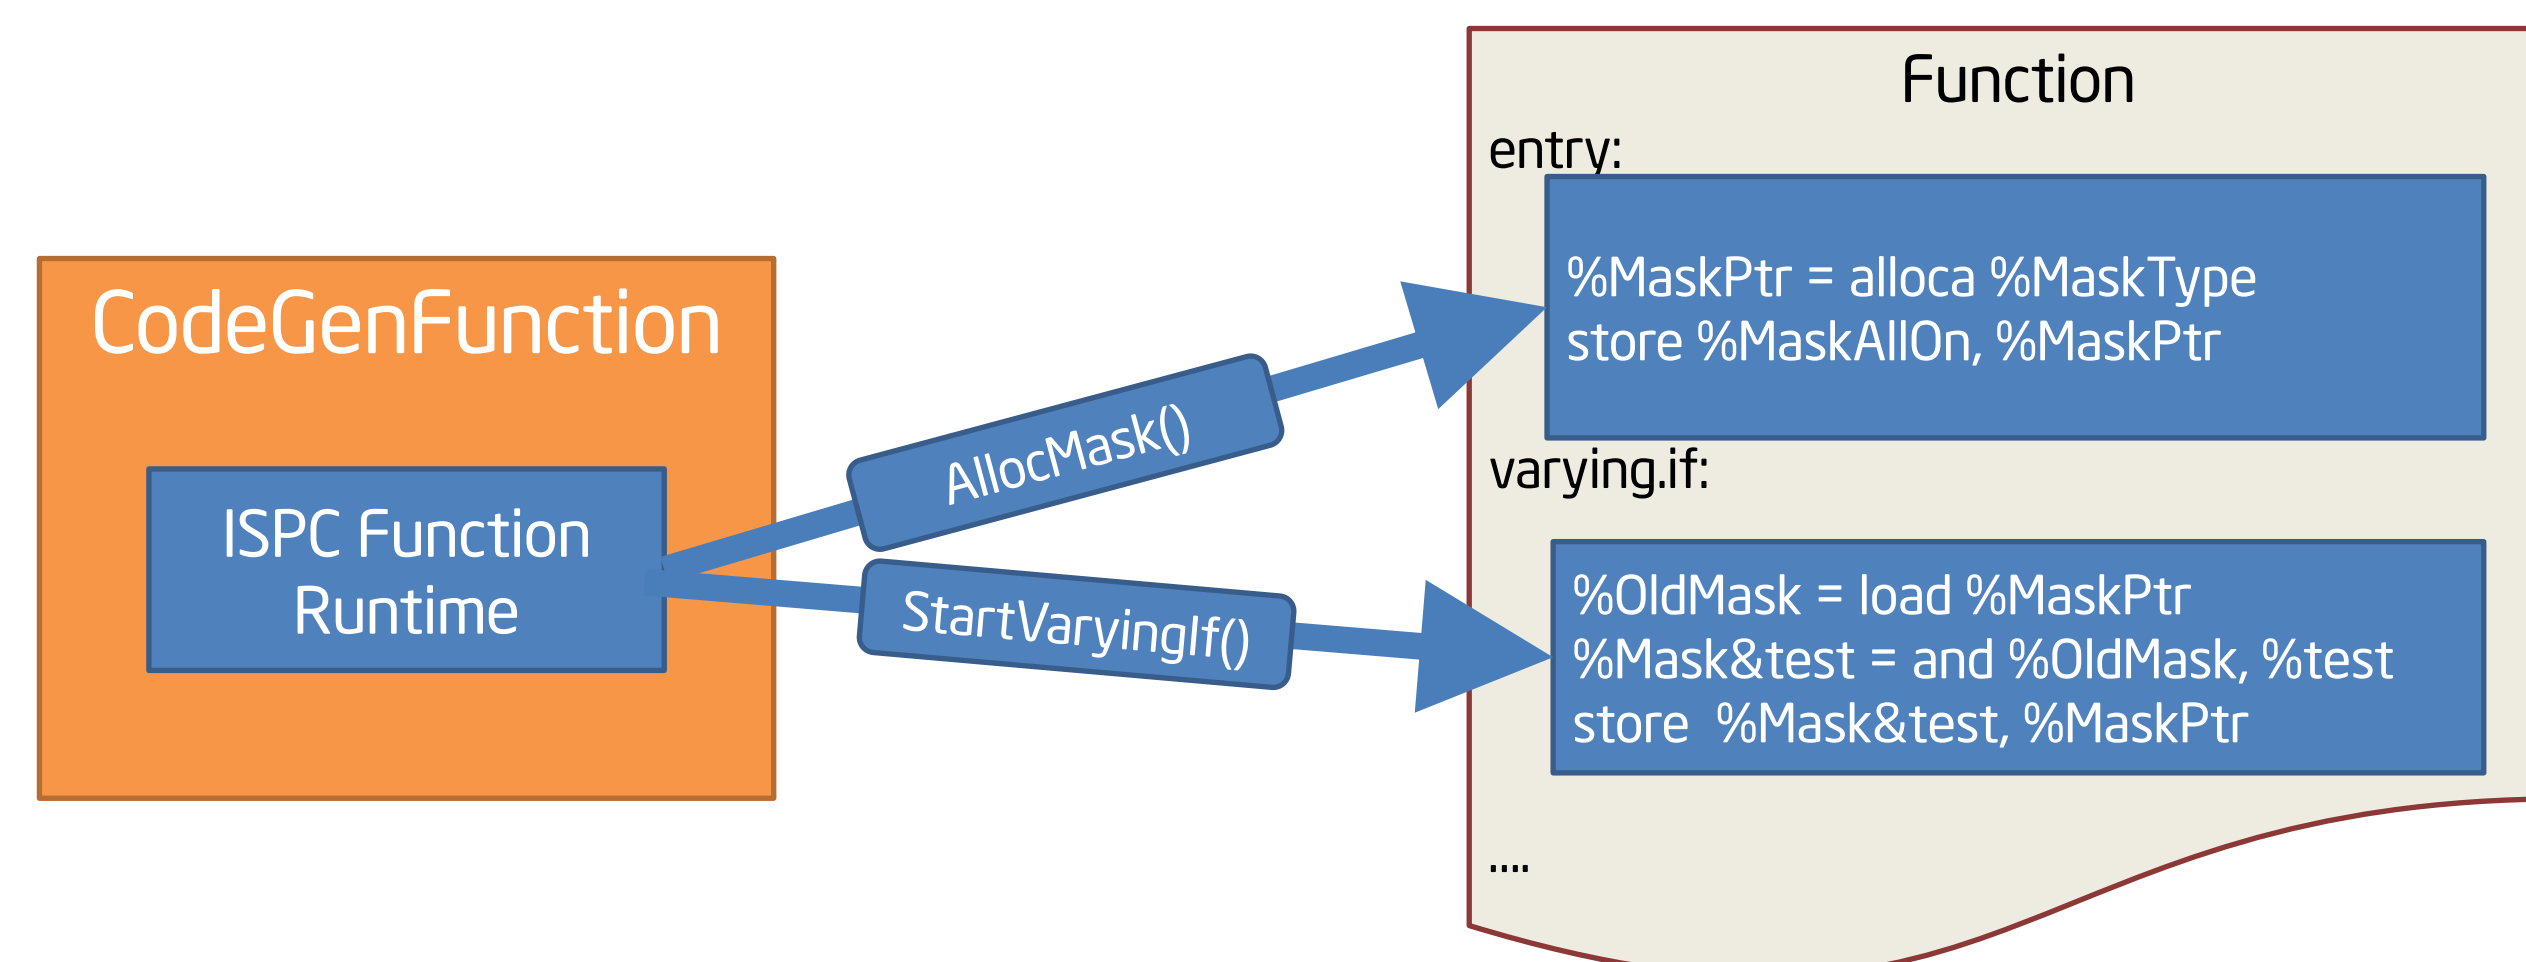 CodeGenFunction
ISPC Function
Runtime
AllocMask()
StartVaryingIf()
Function
entry:
%MaskPtr = alloca %MaskType
store %MaskAllOn, %MaskPtr
varying.if:
%OldMask = load %MaskPtr
%Mask&test = and %OldMask, %test
store  %Mask&test, %MaskPtr
....